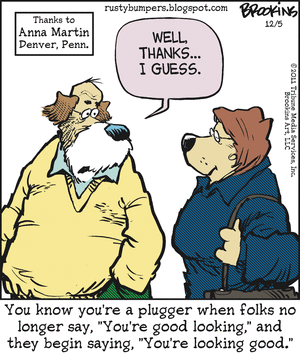 rustybumpers.blogspot.com
BROOKINS
12/5
Thanks to
Anna Martin
Denver, Penn.
WELL,
THANKS...
I GUESS.
©2011 Tribune Media Services, Inc.
Brookins Art, LLC
You know you're a plugger when folks no
longer say, "You're good looking," and
they begin saying, "You're looking good."